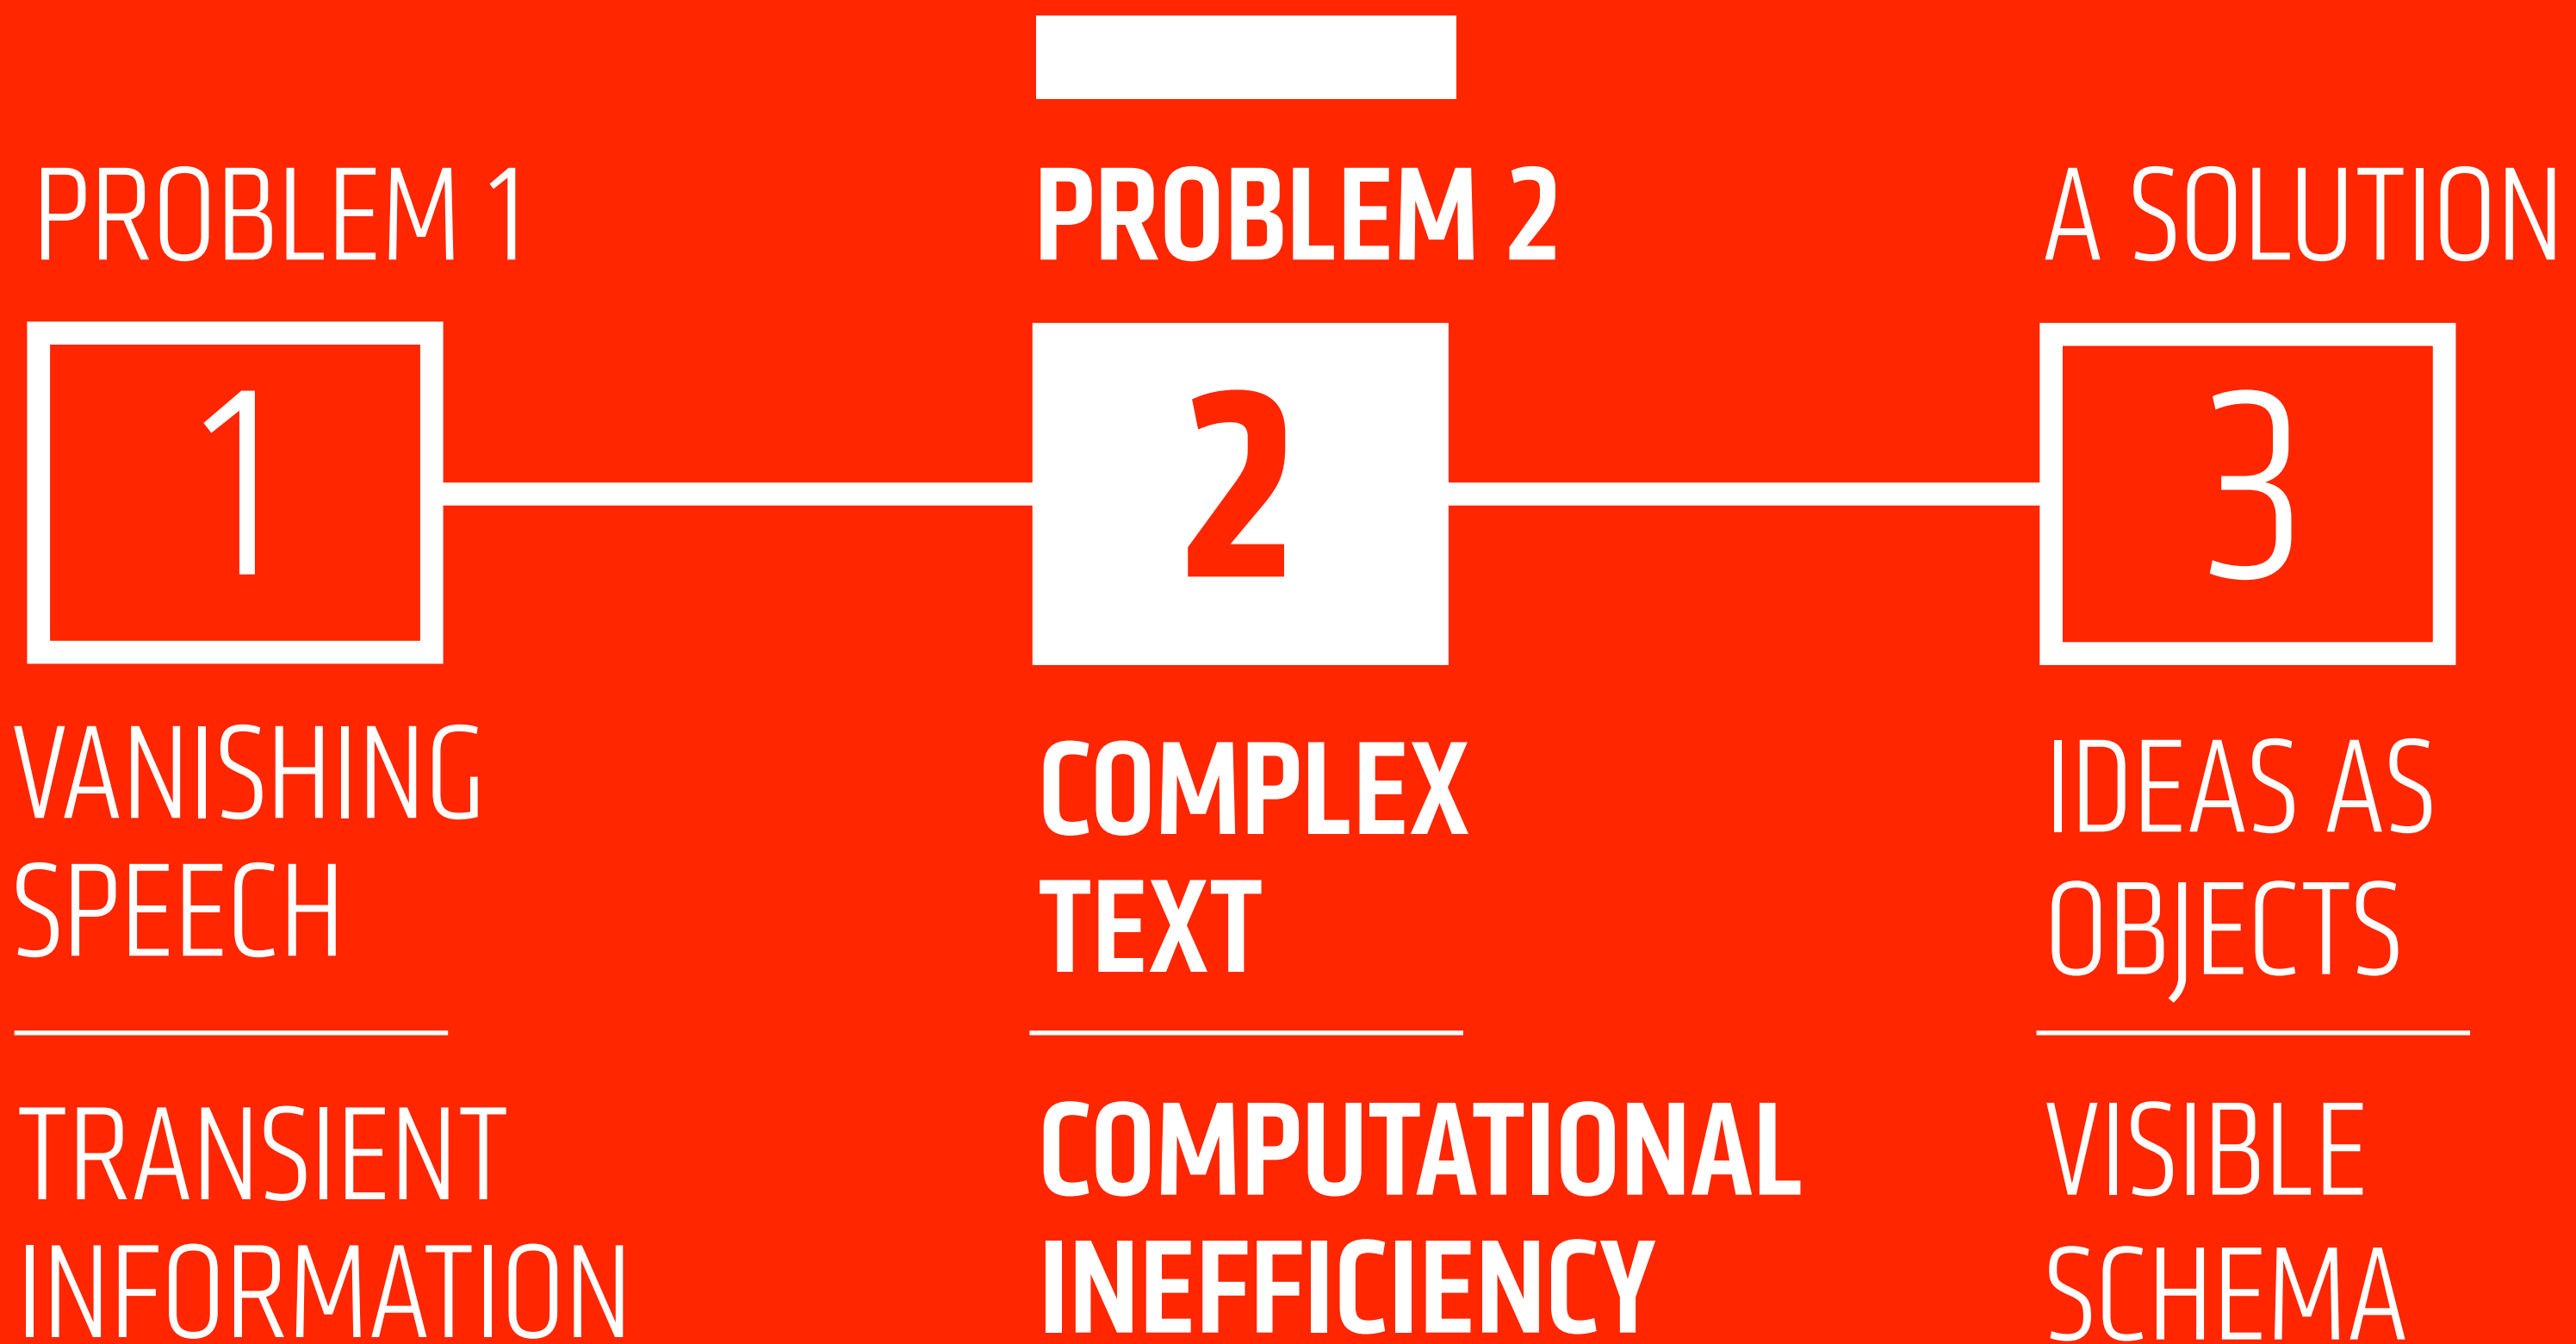 PROBLEM 1
1
VANISHING
SPEECH
TRANSIENT
INFORMATION
PROBLEM 2
2
COMPLEX
TEXT
COMPUTATIONAL
INEFFICIENCY
A SOLUTION
3
IDEAS AS
OBJECTS
VISIBLE
SCHEMA